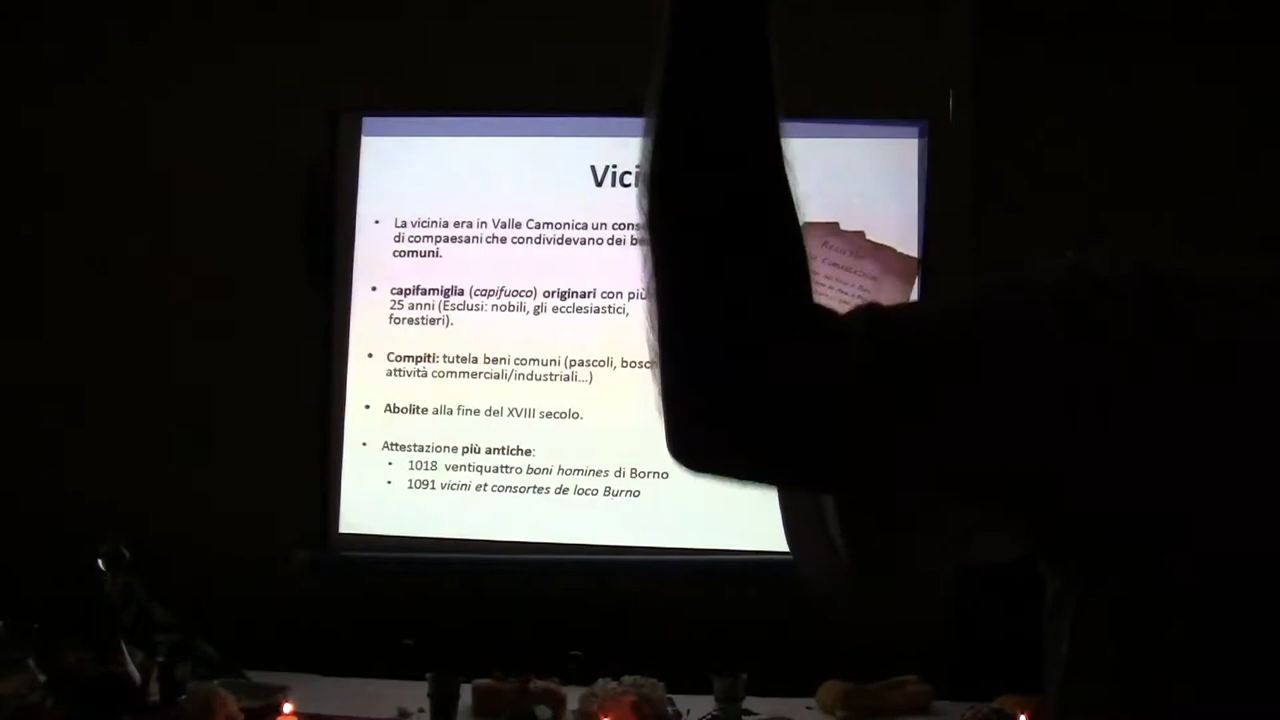 Vici
• La vicinia era in Valle Camonica un cons
di compaesani che condividevano dei be
comuni.
• capifamiglia (capifuoco) originari con più
25 anni (Esclusi: nobili, gli ecclesiastici,
forestieri).
• Compiti: tutela beni comuni (pascoli, bosc
attività commerciali/industriali...)
• Abolite alla fine del XVIII secolo.
• Attestazione più antiche:
• 1018 ventiquattro boni homines di Borno
• 1091 vicini et consortes de loco Burno